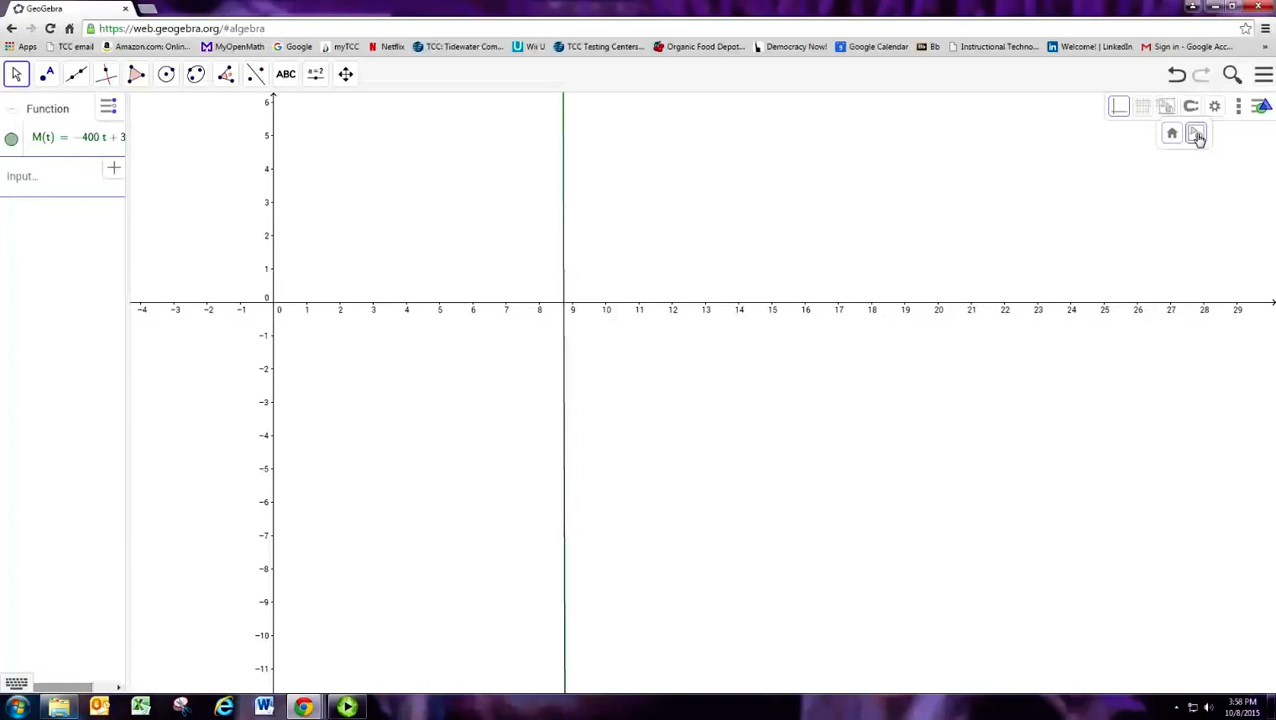 GeoGebra
https://web.geogebra.org/#algebra
Apps TCC email Amazon.com: Onlin... MyOpenMath Google myTCC Netflix TCC: Tidewater Com... Wii U TCC Testing Centers... Organic Food Depot... Democracy Now! Google Calendar Bb Instructional Techno... Welcome! | LinkedIn Sign in - Google Acc... »
ABC a=2
Function
M(t) = −400 t + 3
input...
6
5
4
3
2
1
0
−4 −3 −2 −1 0 1 2 3 4 5 6 7 8 9 10 11 12 13 14 15 16 17 18 19 20 21 22 23 24 25 26 27 28 29
−1
−2
−3
−4
−5
−6
−7
−8
−9
−10
−11
3:58 PM
10/8/2015